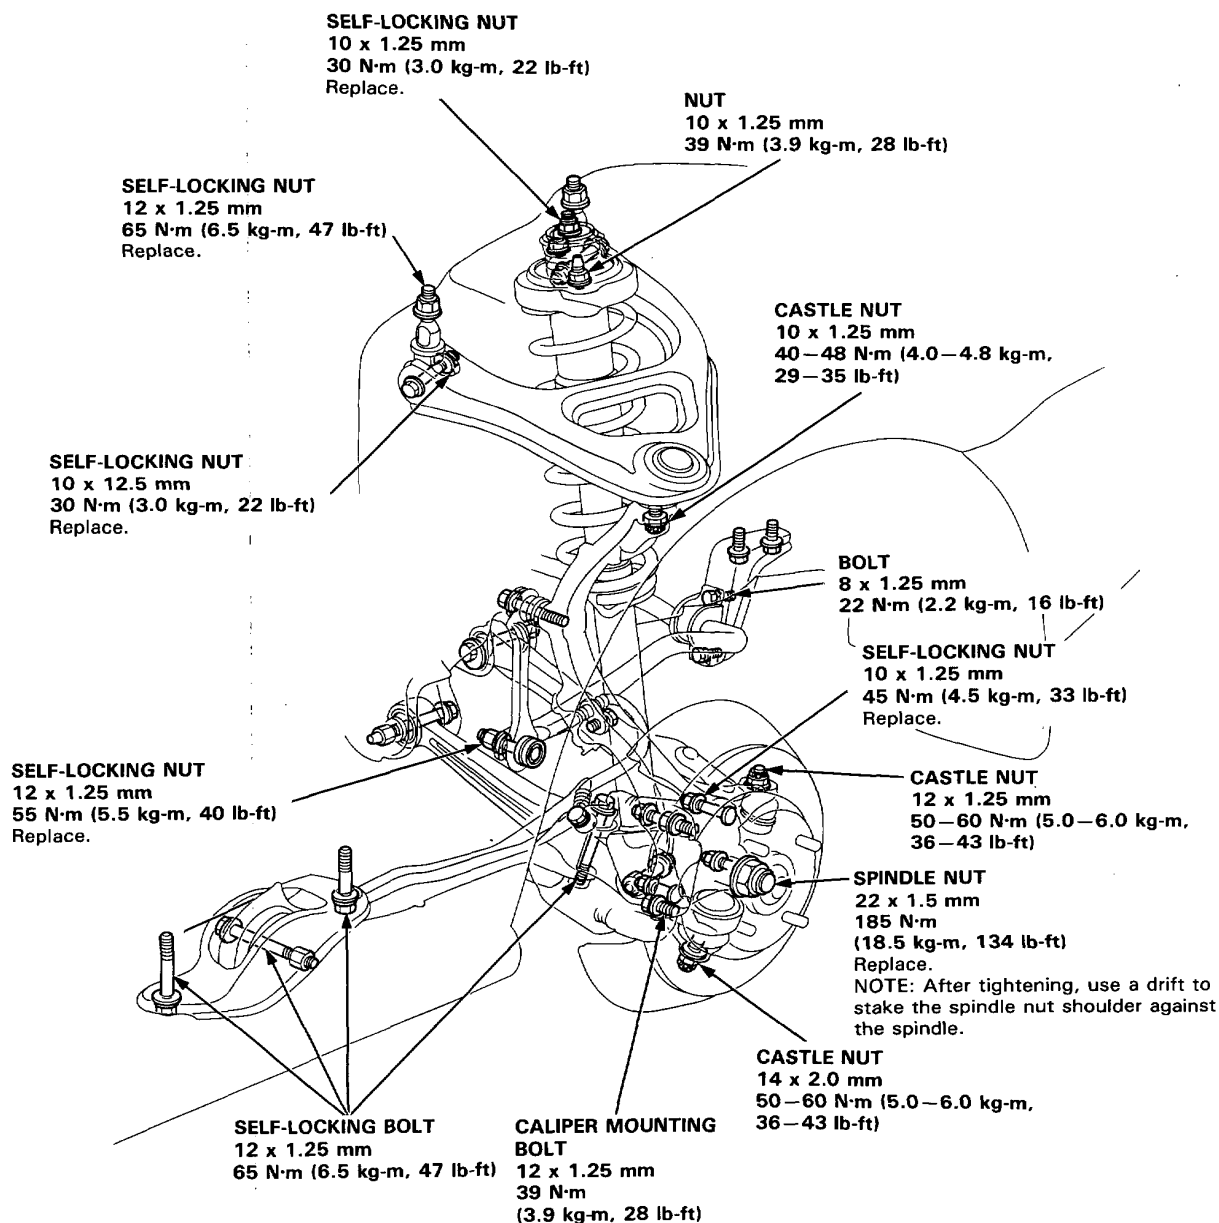 SELF-LOCKING NUT
10 x 1.25 mm
30 N·m (3.0 kg-m, 22 lb-ft)
Replace.
NUT
10 x 1.25 mm
39 N·m (3.9 kg-m, 28 lb-ft)
SELF-LOCKING NUT
12 x 1.25 mm
65 N·m (6.5 kg-m, 47 lb-ft)
Replace.
CASTLE NUT
10 x 1.25 mm
40—48 N·m (4.0—4.8 kg-m,
29—35 lb-ft)
SELF-LOCKING NUT
10 x 12.5 mm
30 N·m (3.0 kg-m, 22 lb-ft)
Replace.
BOLT
8 x 1.25 mm
22 N·m (2.2 kg-m, 16 lb-ft)
SELF-LOCKING NUT
10 x 1.25 mm
45 N·m (4.5 kg-m, 33 lb-ft)
Replace.
SELF-LOCKING NUT
12 x 1.25 mm
55 N·m (5.5 kg-m, 40 lb-ft)
Replace.
CASTLE NUT
12 x 1.25 mm
50—60 N·m (5.0—6.0 kg-m,
36—43 lb-ft)
SPINDLE NUT
22 x 1.5 mm
185 N·m
(18.5 kg-m, 134 lb-ft)
Replace.
NOTE: After tightening, use a drift to
stake the spindle nut shoulder against
the spindle.
CASTLE NUT
14 x 2.0 mm
50—60 N·m (5.0—6.0 kg-m,
36—43 lb-ft)
SELF-LOCKING BOLT
12 x 1.25 mm
65 N·m (6.5 kg-m, 47 lb-ft)
CALIPER MOUNTING
BOLT
12 x 1.25 mm
39 N·m
(3.9 kg-m, 28 lb-ft)